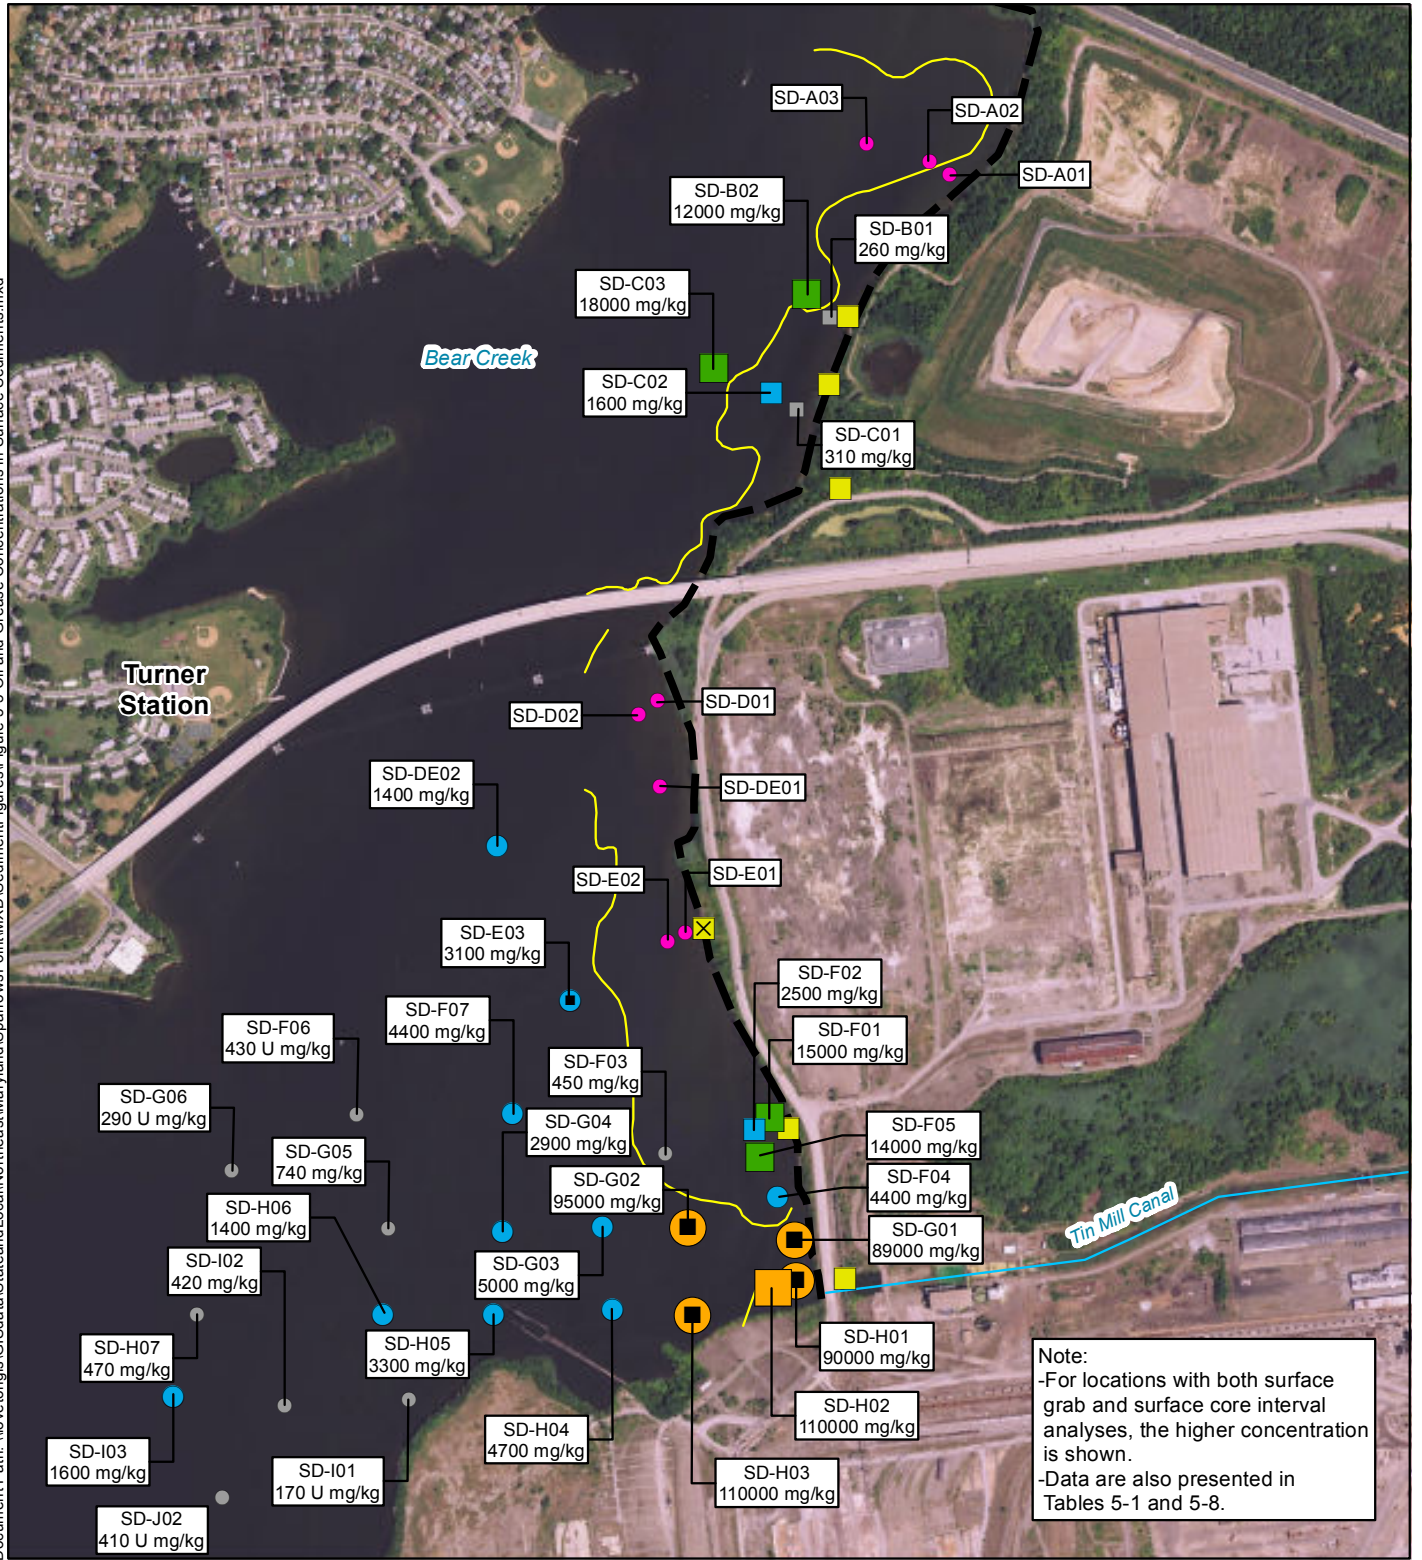 SD-A03
SD-A02
SD-A01
SD-B02
12000 mg/kg
SD-B01
260 mg/kg
SD-C03
18000 mg/kg
Bear Creek
SD-C02
1600 mg/kg
SD-C01
310 mg/kg
Turner
Station
SD-D02
SD-D01
SD-DE02
1400 mg/kg
SD-DE01
SD-E02
SD-E01
SD-E03
3100 mg/kg
SD-F02
2500 mg/kg
SD-F07
4400 mg/kg
SD-F06
430 U mg/kg
SD-F01
15000 mg/kg
SD-F03
450 mg/kg
SD-G06
290 U mg/kg
SD-G04
2900 mg/kg
SD-F05
14000 mg/kg
SD-G05
740 mg/kg
SD-G02
95000 mg/kg
SD-F04
4400 mg/kg
SD-H06
1400 mg/kg
Tin Mill Canal
SD-G01
89000 mg/kg
SD-I02
420 mg/kg
SD-G03
5000 mg/kg
SD-H07
470 mg/kg
SD-H05
3300 mg/kg
SD-H01
90000 mg/kg
SD-H02
110000 mg/kg
SD-H04
4700 mg/kg
SD-I03
1600 mg/kg
SD-I01
170 U mg/kg
SD-H03
110000 mg/kg
SD-J02
410 U mg/kg
Note:
-For locations with both surface
grab and surface core interval
analyses, the higher concentration
is shown.
-Data are also presented in
Tables 5-1 and 5-8.